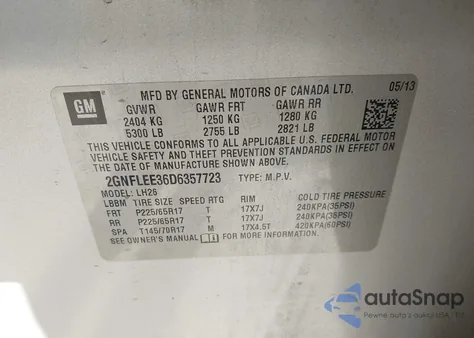 GM
MFD BY GENERAL MOTORS OF CANADA LTD.
05/13
GVWR GAWR FRT GAWR RR
2404 KG 1250 KG 1280 KG
5300 LB 2755 LB 2821 LB
THIS VEHICLE CONFORMS TO ALL APPLICABLE U.S. FEDERAL MOTOR
VEHICLE SAFETY, BUMPER, AND THEFT PREVENTION STANDARDS IN EFFECT ON THE
DATE OF MANUFACTURE SHOWN ABOVE.
2GNFLEE36D6357723 TYPE: M.P.V.
MODEL: LH26
LBBM TIRE SIZE SPEED RTG RIM COLD TIRE PRESSURE
FRT P225/65R17 T 17X7J 240KPA(35PSI)
RR P225/65R17 T 17X7J 240KPA(35PSI)
SPA T145/70R17 M 17X4.5T 420KPA(60PSI)
SEE OWNER'S MANUAL i FOR MORE INFORMATION.
autoSnap
Pewne auta z USA